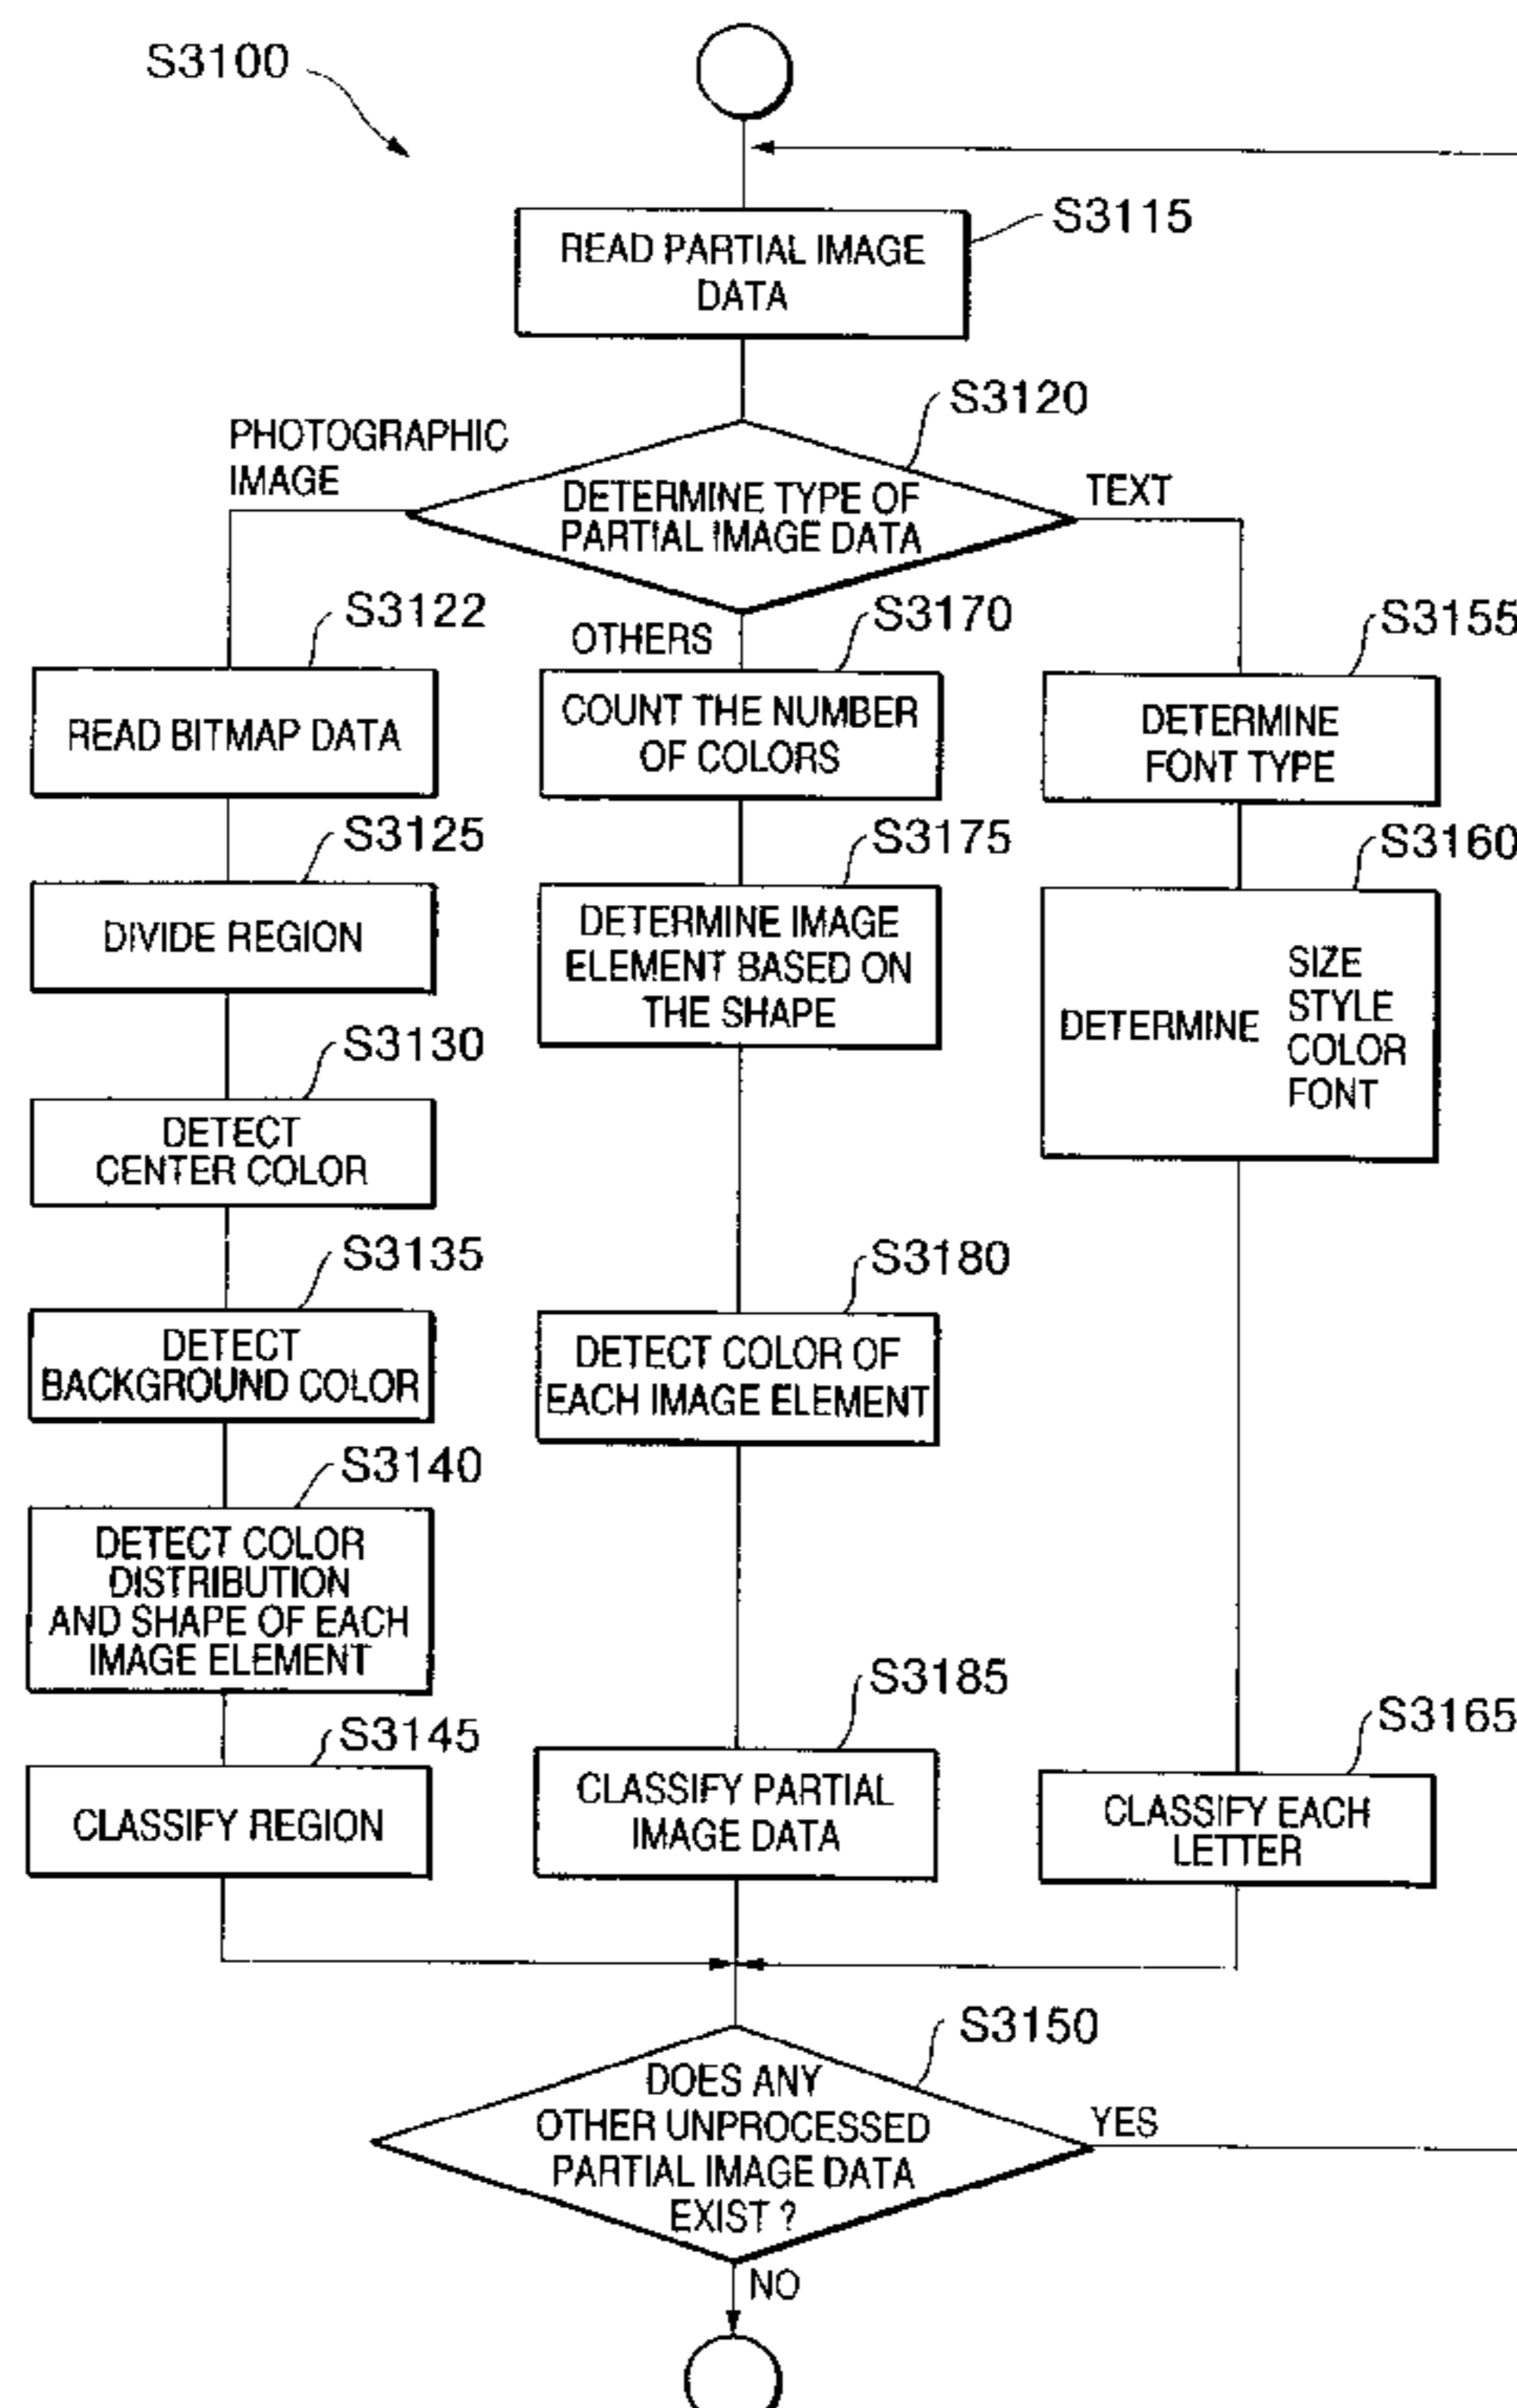 S3100
S3115
READ PARTIAL IMAGE
DATA
S3120
PHOTOGRAPHIC
IMAGE
DETERMINE TYPE OF
PARTIAL IMAGE DATA
TEXT
S3122
READ BITMAP DATA
S3125
DIVIDE REGION
S3130
DETECT
CENTER COLOR
S3135
DETECT
BACKGROUND COLOR
S3140
DETECT COLOR
DISTRIBUTION
AND SHAPE OF EACH
IMAGE ELEMENT
S3145
CLASSIFY REGION
OTHERS
S3170
COUNT THE NUMBER
OF COLORS
S3175
DETERMINE IMAGE
ELEMENT BASED ON
THE SHAPE
S3180
DETECT COLOR OF
EACH IMAGE ELEMENT
S3185
CLASSIFY PARTIAL
IMAGE DATA
S3155
DETERMINE
FONT TYPE
S3160
DETERMINE
SIZE
STYLE
COLOR
FONT
S3165
CLASSIFY EACH
LETTER
S3150
DOES ANY
OTHER UNPROCESSED
PARTIAL IMAGE DATA
EXIST ?
YES
NO